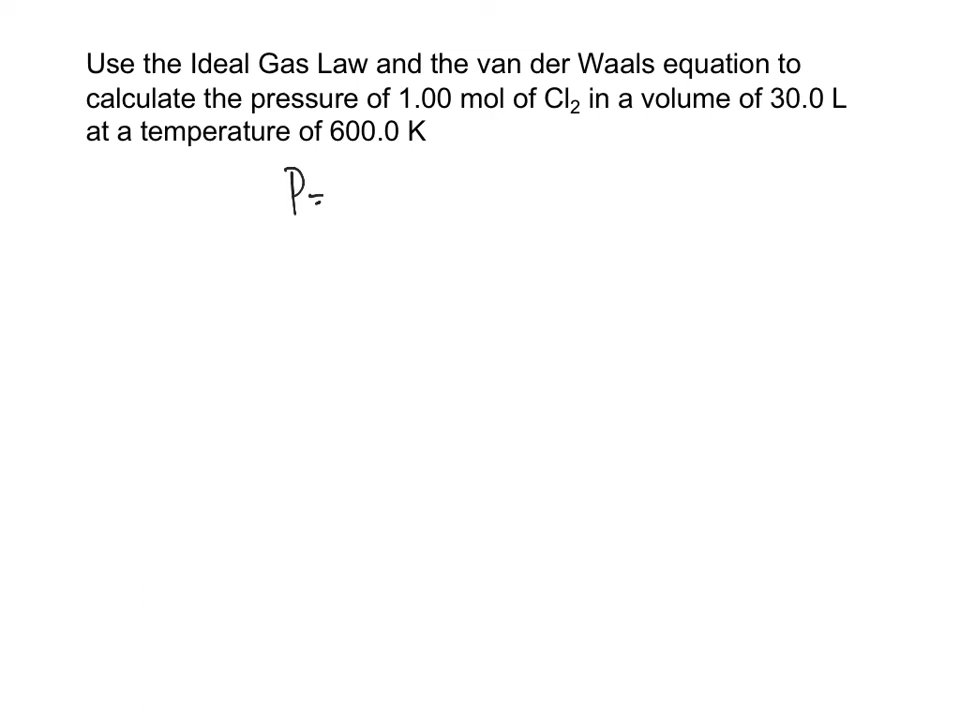 Use the Ideal Gas Law and the van der Waals equation to
calculate the pressure of 1.00 mol of Cl₂ in a volume of 30.0 L
at a temperature of 600.0 K
P=